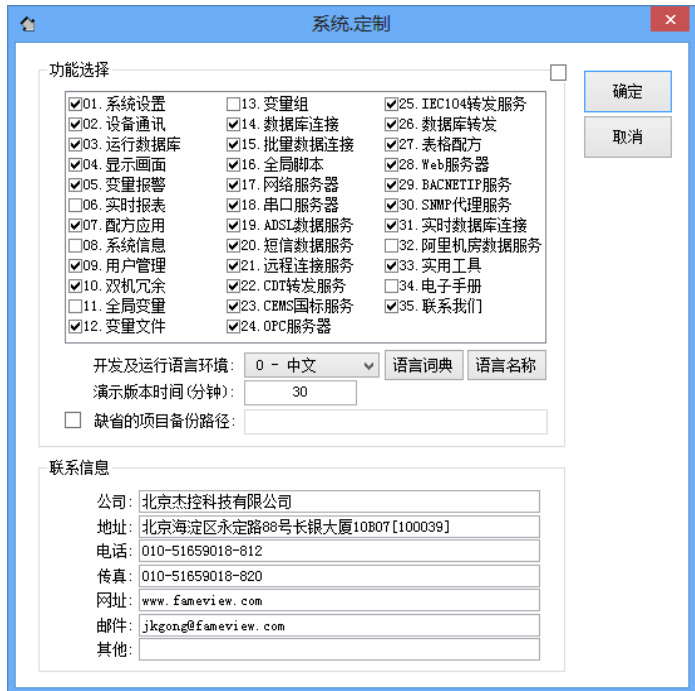 系统.定制
功能选择
确定
取消
01.系统设置
02.设备通讯
03.运行数据库
04.显示画面
05.变量报警
06.实时报表
07.配方应用
08.系统信息
09.用户管理
10.双机冗余
11.全局变量
12.变量文件
13.变量组
14.数据库连接
15.批量数据连接
16.全局脚本
17.网络服务器
18.串口服务器
19.ADSL数据服务
20.短信数据服务
21.远程连接服务
22.CDT转发服务
23.CEMS国标服务
24.OPC服务器
25.IEC104转发服务
26.数据库转发
27.表格配方
28.Web服务器
29.BACNETIP服务
30.SNMP代理服务
31.实时数据库连接
32.阿里机房数据服务
33.实用工具
34.电子手册
35.联系我们
开发及运行语言环境: 0 - 中文 语言词典 语言名称
演示版本时间(分钟): 30
缺省的项目备份路径:
联系信息
公司: 北京杰控科技有限公司
地址: 北京海淀区永定路88号长银大厦10B07[100039]
电话: 010-51659018-812
传真: 010-51659018-820
网址: www.fameview.com
邮件: jkgong@fameview.com
其他: